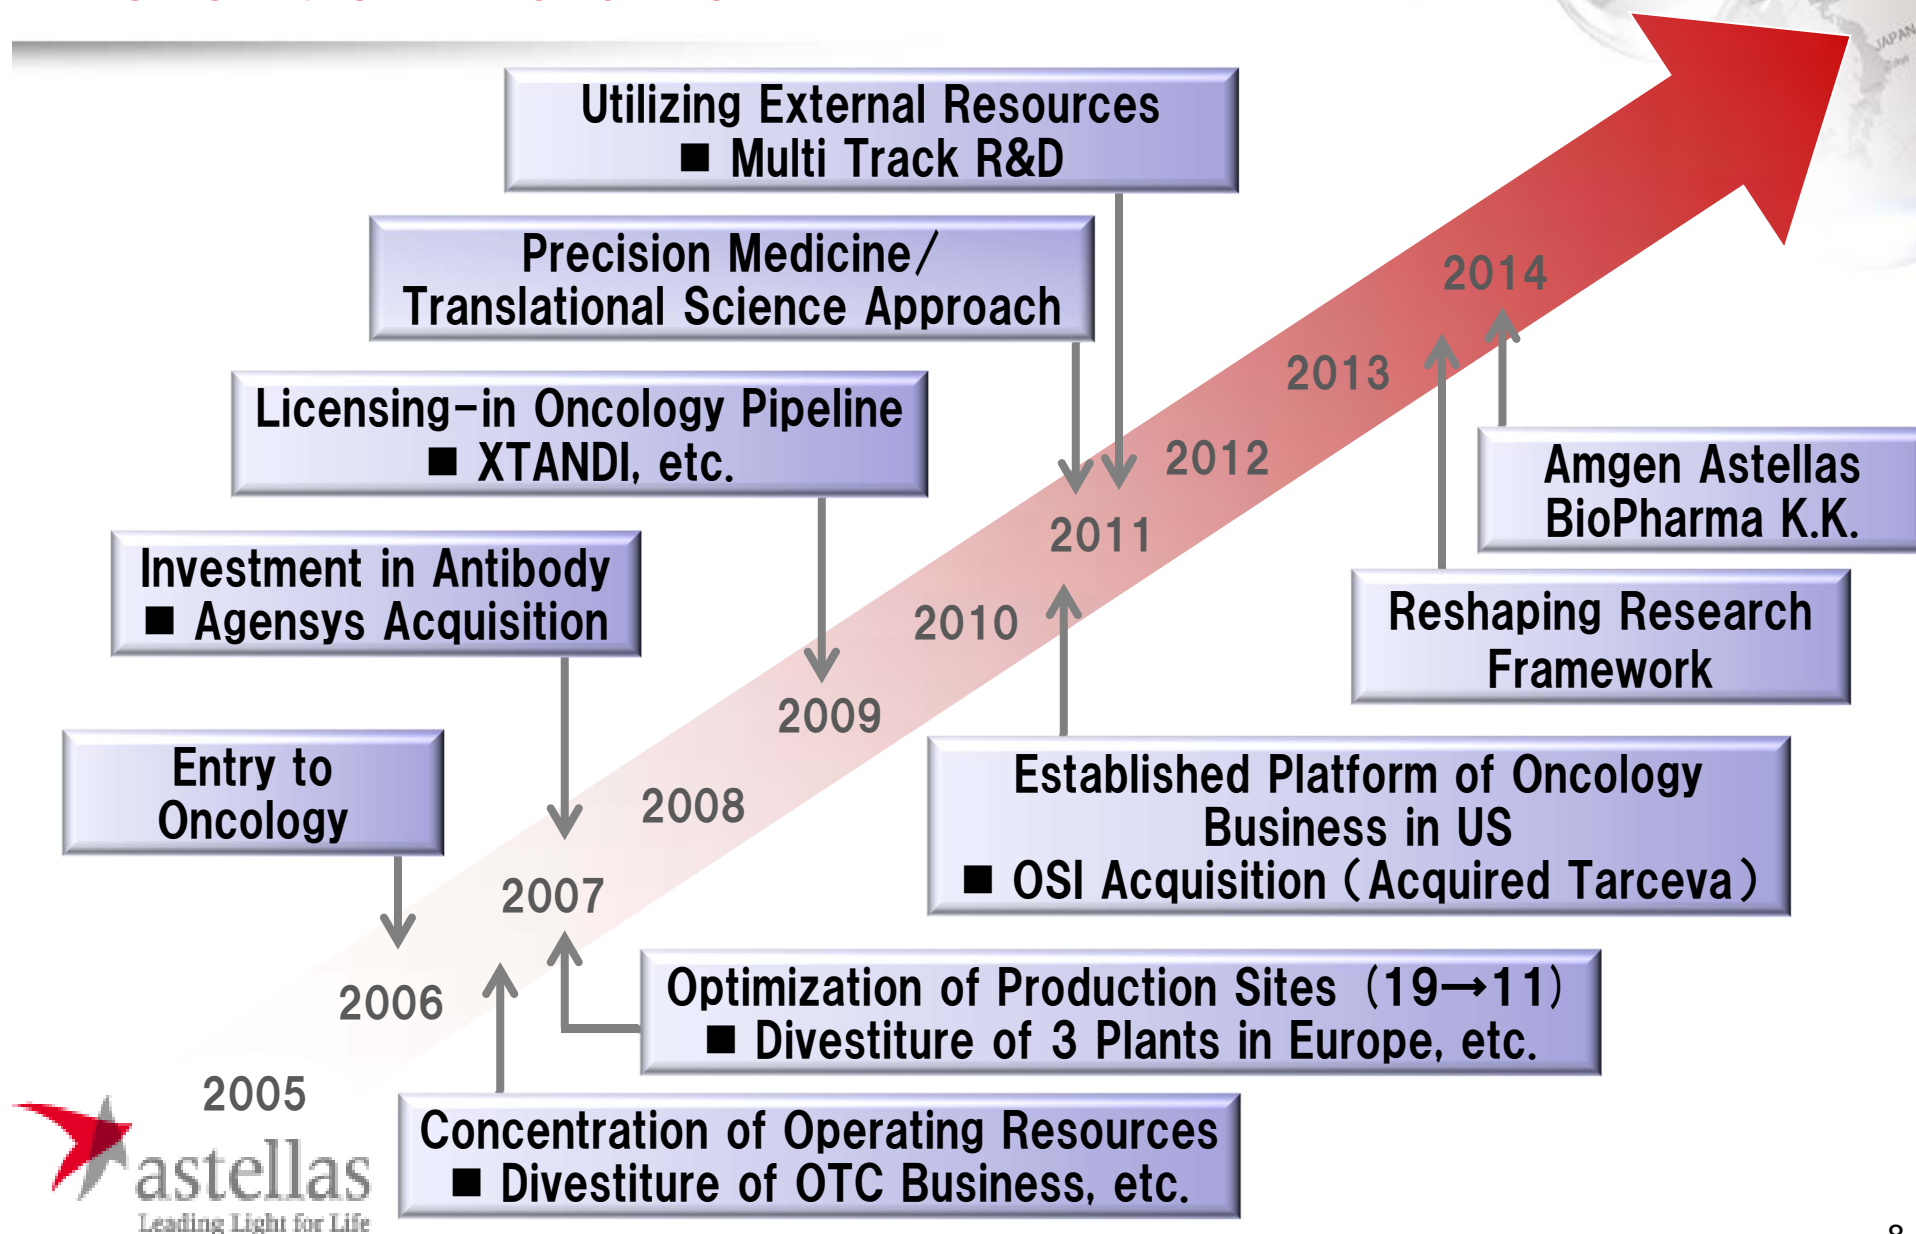 Utilizing External Resources
■ Multi Track R&D
Precision Medicine/
Translational Science Approach
Licensing-in Oncology Pipeline
■ XTANDI, etc.
Investment in Antibody
■ Agensys Acquisition
Entry to
Oncology
2005
2006
2007
2008
2009
2010
2011
2012
2013
2014
Amgen Astellas
BioPharma K.K.
Reshaping Research
Framework
Established Platform of Oncology
Business in US
■ OSI Acquisition (Acquired Tarceva)
Optimization of Production Sites (19→11)
■ Divestiture of 3 Plants in Europe, etc.
Concentration of Operating Resources
■ Divestiture of OTC Business, etc.
astellas
Leading Light for Life
JAPAN
8